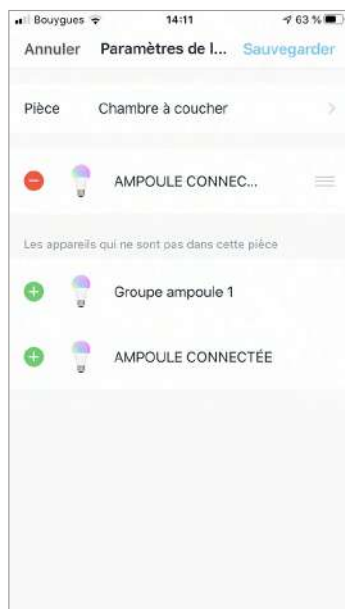 Bouygues 14:11 63 %
Annuler Paramètres de l... Sauvegarder
Pièce Chambre à coucher
AMPOULE CONNEC...
Les appareils qui ne sont pas dans cette pièce
Groupe ampoule 1
AMPOULE CONNECTÉE